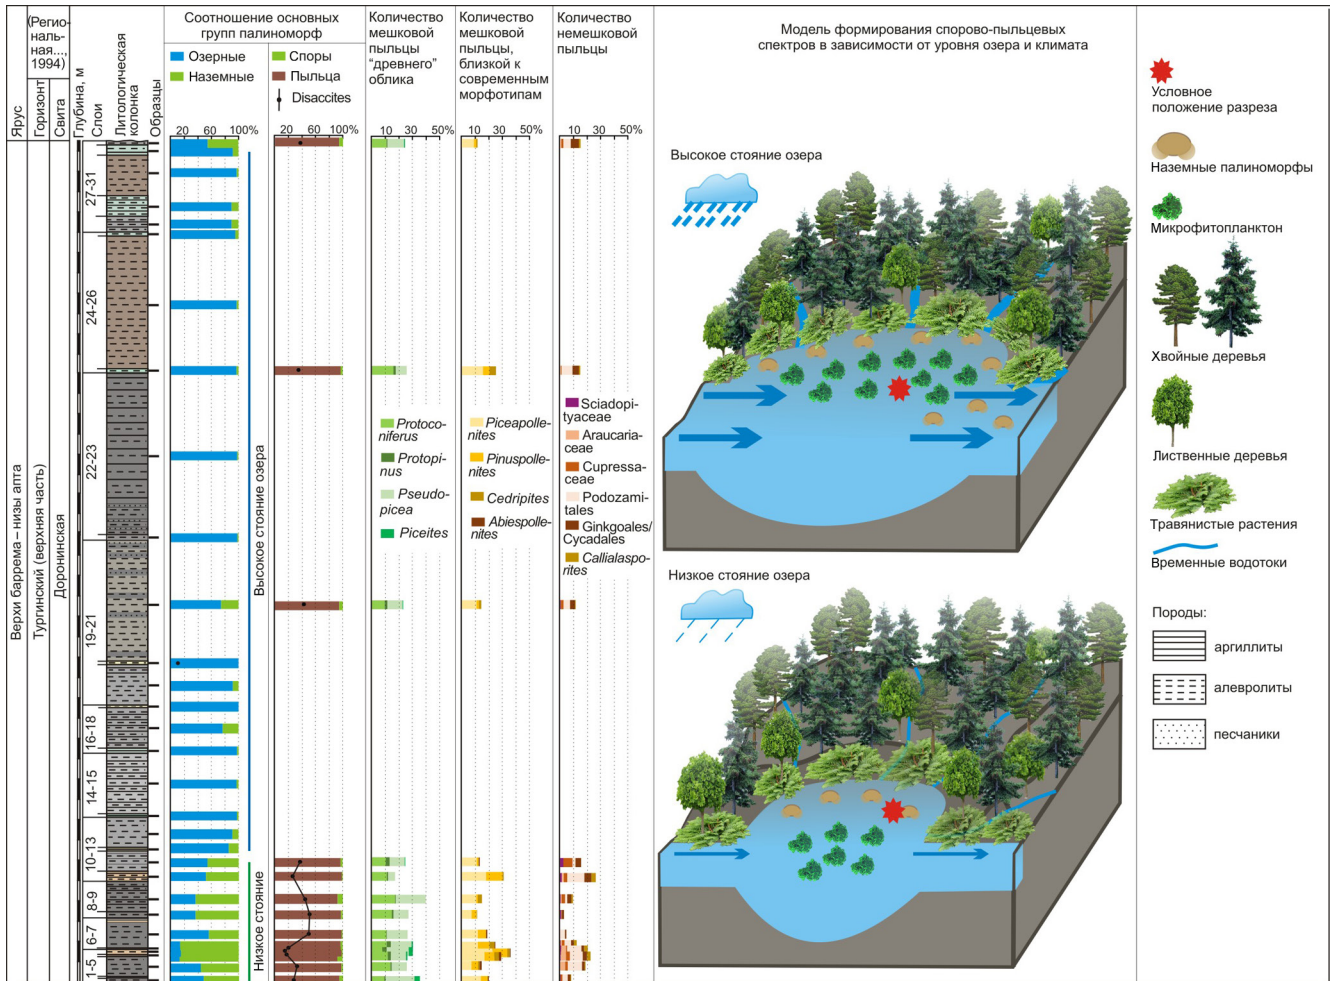 Ярус
Горизонт
(Регио-
наль-
ная...,
1994)
Свита
Глубина, м
Слои
Литологическая
колонка
Образцы
Соотношение основных
групп палиноморф
Озерные
Наземные
Споры
Пыльца
Disaccites
20 60 100%
20 60 100%
Количество
мешковой
пыльцы
“древнего”
облика
10 30 50%
Количество
мешковой
пыльцы,
близкой к
современным
морфотипам
10 30 50%
Количество
немешковой
пыльцы
10 30 50%
Верхи баррема – низы апта
Тургинский (верхняя часть)
Доронинская
27-31
24-26
22-23
19-21
16-18
14-15
10-13
8-9
6-7
1-5
Высокое стояние озера
Низкое стояние
Protoco-
niferus
Protopi-
nus
Pseudo-
picea
Piceites
Piceapolle-
nites
Pinuspolle-
nites
Cedripites
Abiespolle-
nites
Sciadopi-
tyaceae
Araucaria-
ceae
Cupressa-
ceae
Podozami-
tales
Ginkgoales/
Cycadales
Callialaspo-
rites
Модель формирования спорово-пыльцевых
спектров в зависимости от уровня озера и климата
Высокое стояние озера
Низкое стояние озера
Условное
положение разреза
Наземные палиноморфы
Микрофитопланктон
Хвойные деревья
Лиственные деревья
Травянистые растения
Временные водотоки
Породы:
аргиллиты
алевролиты
песчаники